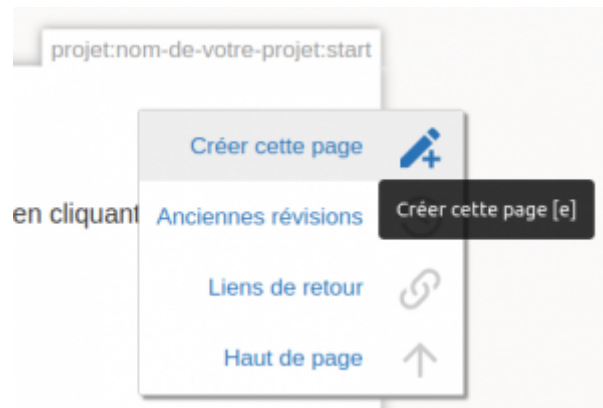 projet:nom-de-votre-projet:start
Créer cette page
en cliquant
Anciennes révisions
Créer cette page [e]
Liens de retour
Haut de page